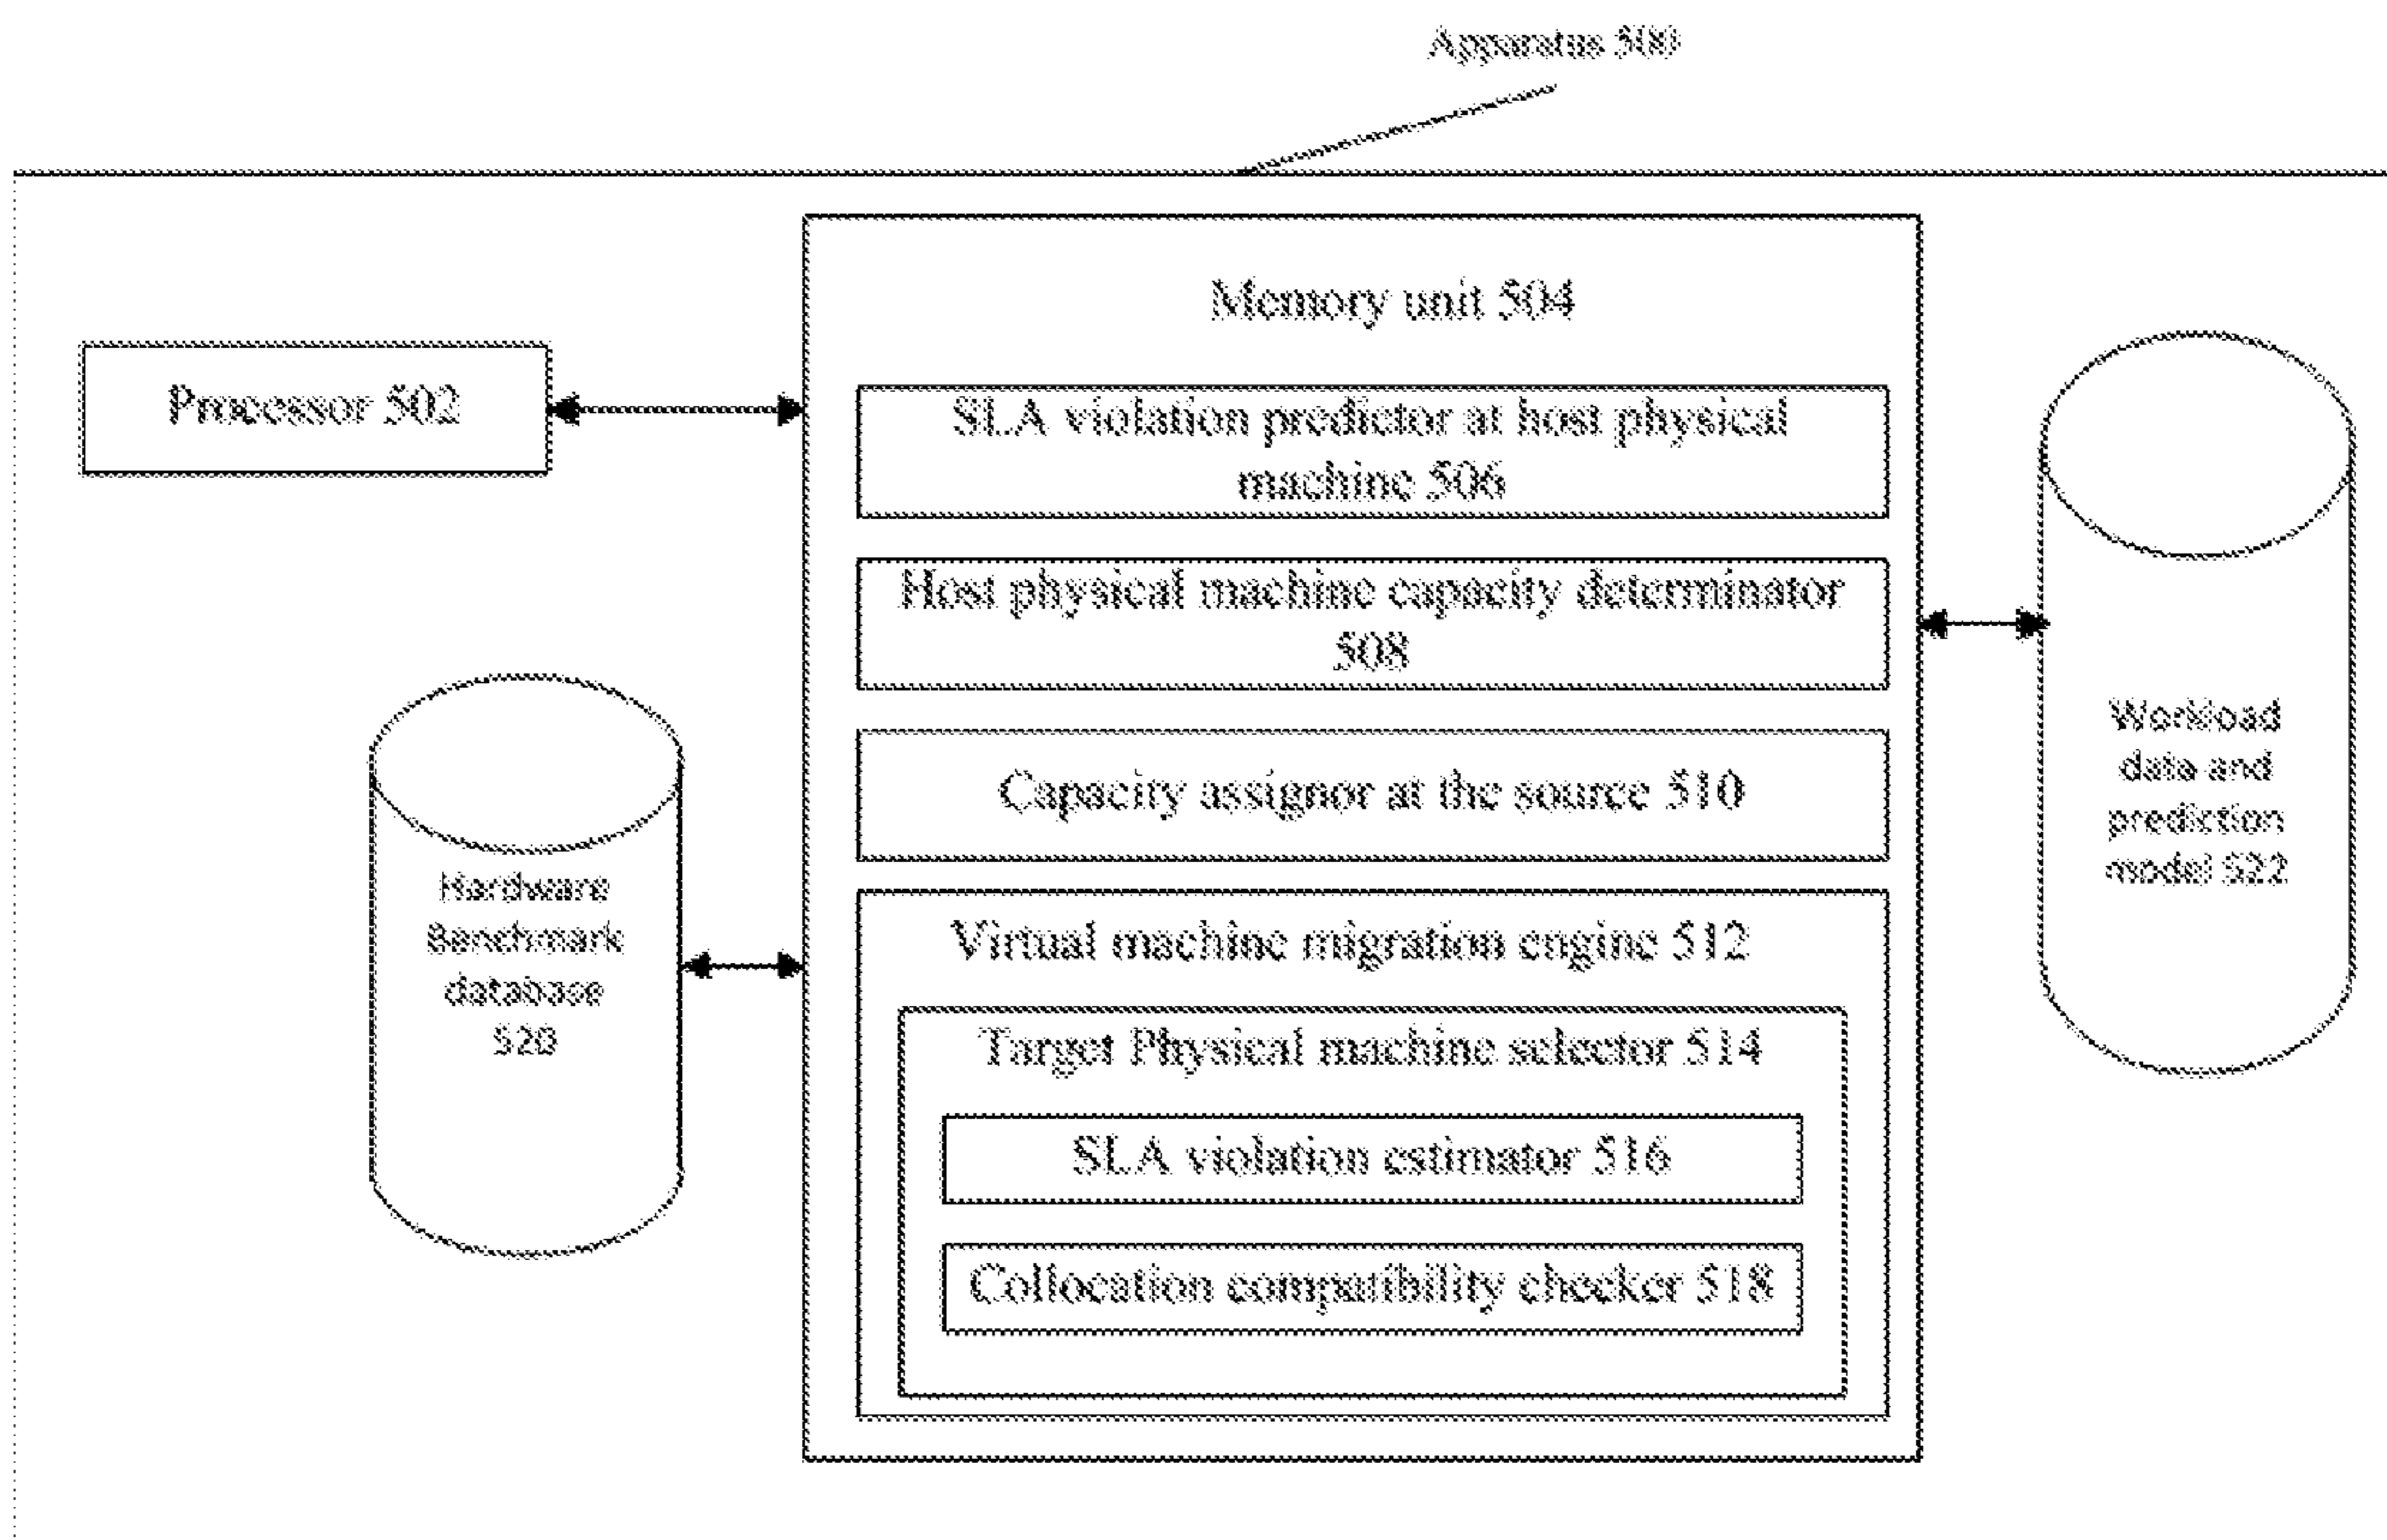 Apparatus 500
Memory unit 504
Processor 502
SLA violation predictor at host physical
machine 506
Host physical machine capacity determinator
508
Capacity assignor at the source 510
Virtual machine migration engine 512
Target Physical machine selector 514
SLA violation estimator 516
Collocation compatibility checker 518
Hardware
Benchmark
database
520
Workload
data and
prediction
model 522